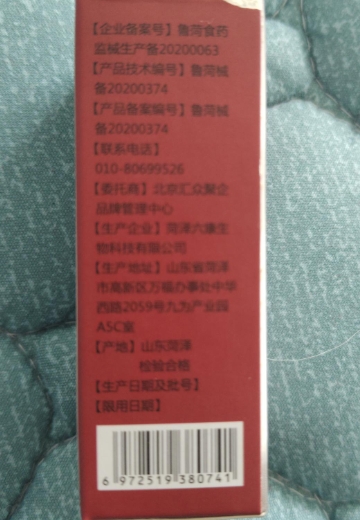 【企业备案号】鲁菏食药
监械生产备20200063
【产品技术编号】鲁菏械
备20200374
【产品备案编号】鲁菏械
备20200374
【联系电话】
010-80699526
【委托商】北京汇众聚企
品牌管理中心
【生产企业】菏泽六康生
物科技有限公司
【生产地址】山东省菏泽
市高新区万福办事处中华
西路2059号九为产业园
A5C室
【产地】山东菏泽
检验合格
【生产日期及批号】
【限用日期】
6 972519 380741